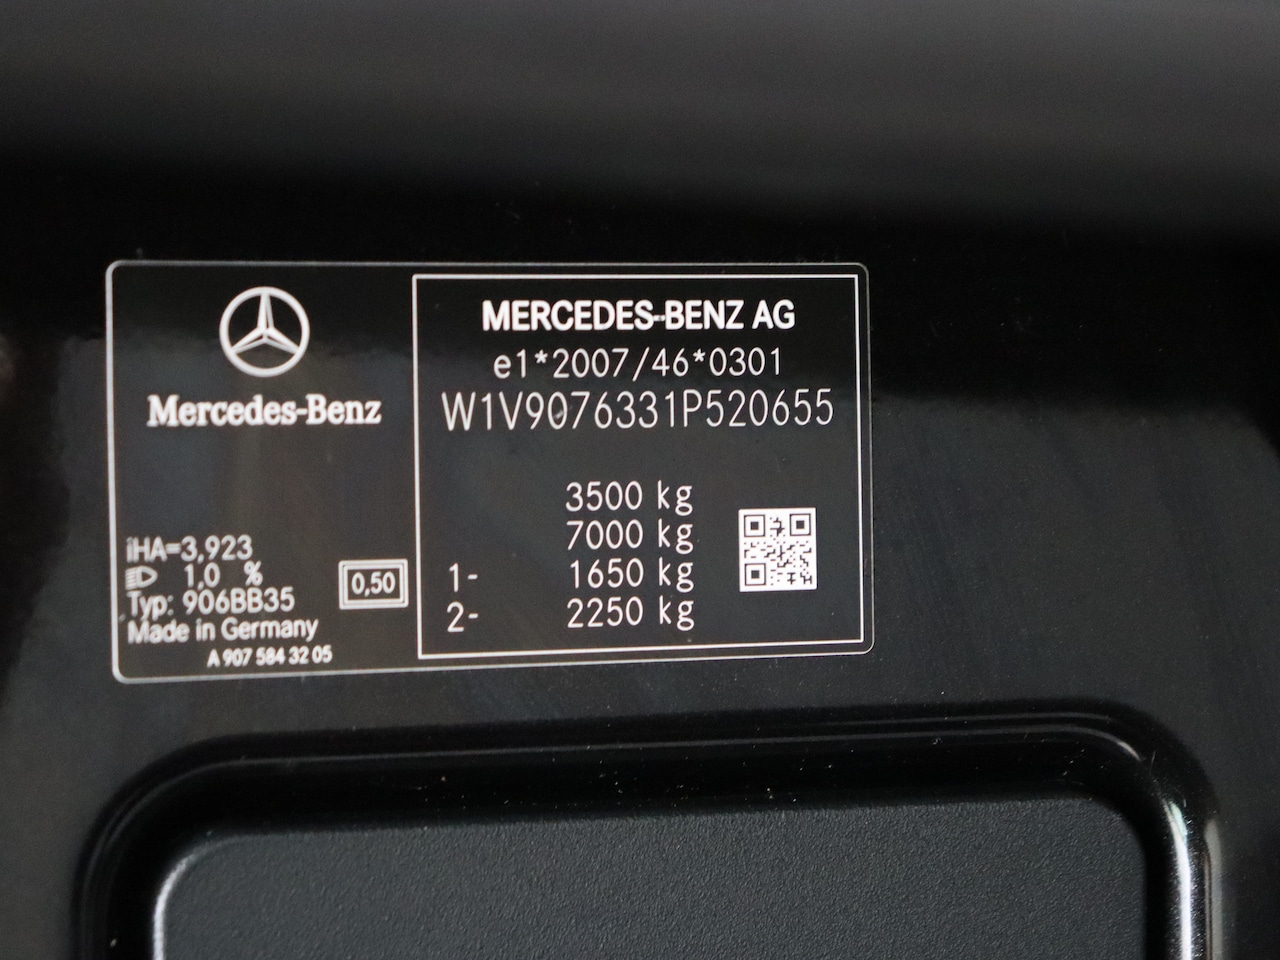 Mercedes-Benz
iHA=3,923
1,0 %
Typ: 906BB35
Made in Germany
A 907 584 32 05
0,50
MERCEDES-BENZ AG
e1*2007/46*0301
W1V9076331P520655
3500 kg
7000 kg
1- 1650 kg
2- 2250 kg